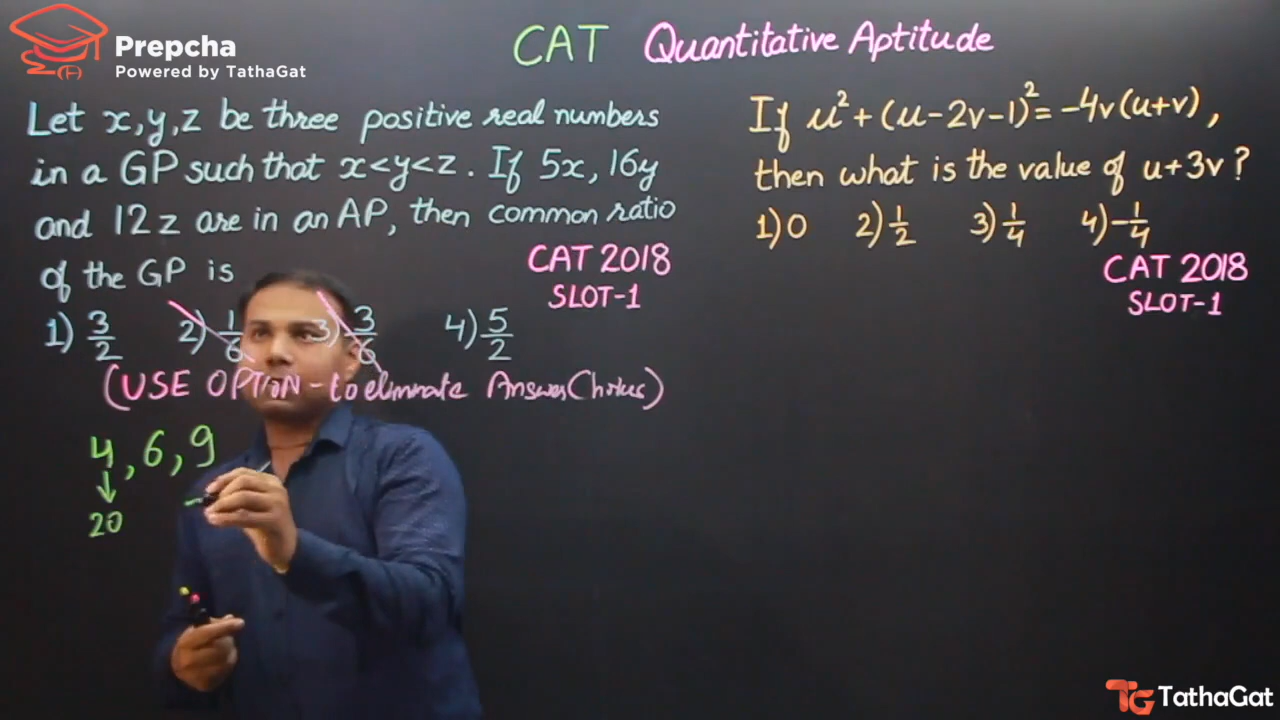 Prepcha
Powered by TathaGat
CAT Quantitative Aptitude
Let x, y, z be three positive real numbers
in a GP such that x < y < z. If 5x, 16y
and 12z are in an AP, then common ratio
of the GP is
CAT 2018
SLOT-1
1) 3/2 2) 1/6 3) 3/6 4) 5/2
(USE OPTION - to eliminate Answer Choices)
4, 6, 9
↓
20
If u² + (u-2v-1)² = -4v(u+v),
then what is the value of u+3v?
1) 0 2) 1/2 3) 1/4 4) -1/4
CAT 2018
SLOT-1
TG TathaGat